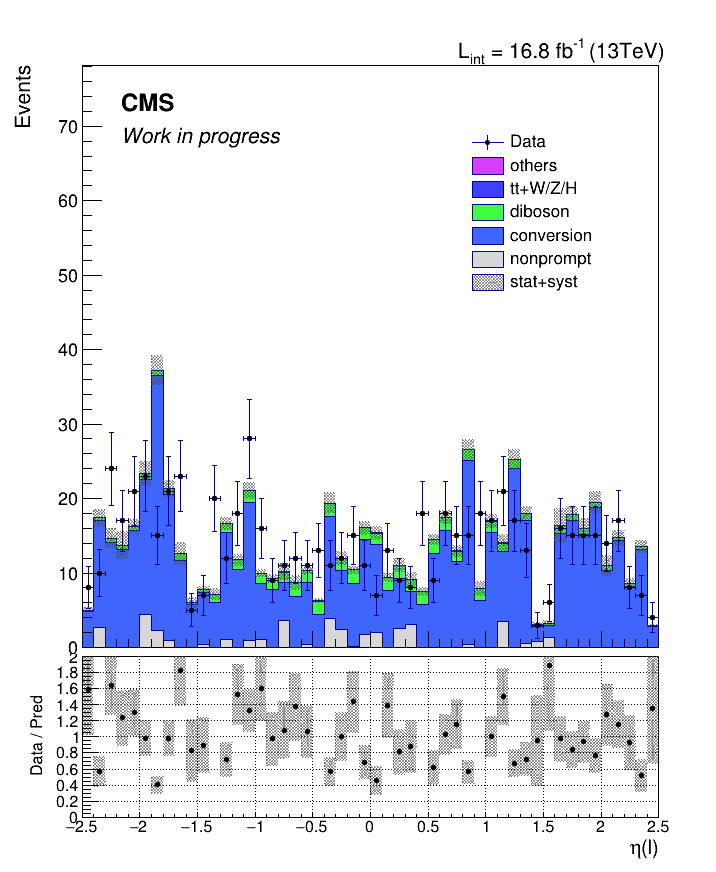 L_int = 16.8 fb^-1 (13TeV)
Events
CMS
Work in progress
70
60
50
40
30
20
10
0
Data
others
tt+W/Z/H
diboson
conversion
nonprompt
stat+syst
Data / Pred
2
1.8
1.6
1.4
1.2
1
0.8
0.6
0.4
0.2
0
−2.5 −2 −1.5 −1 −0.5 0 0.5 1 1.5 2 2.5
η(l)